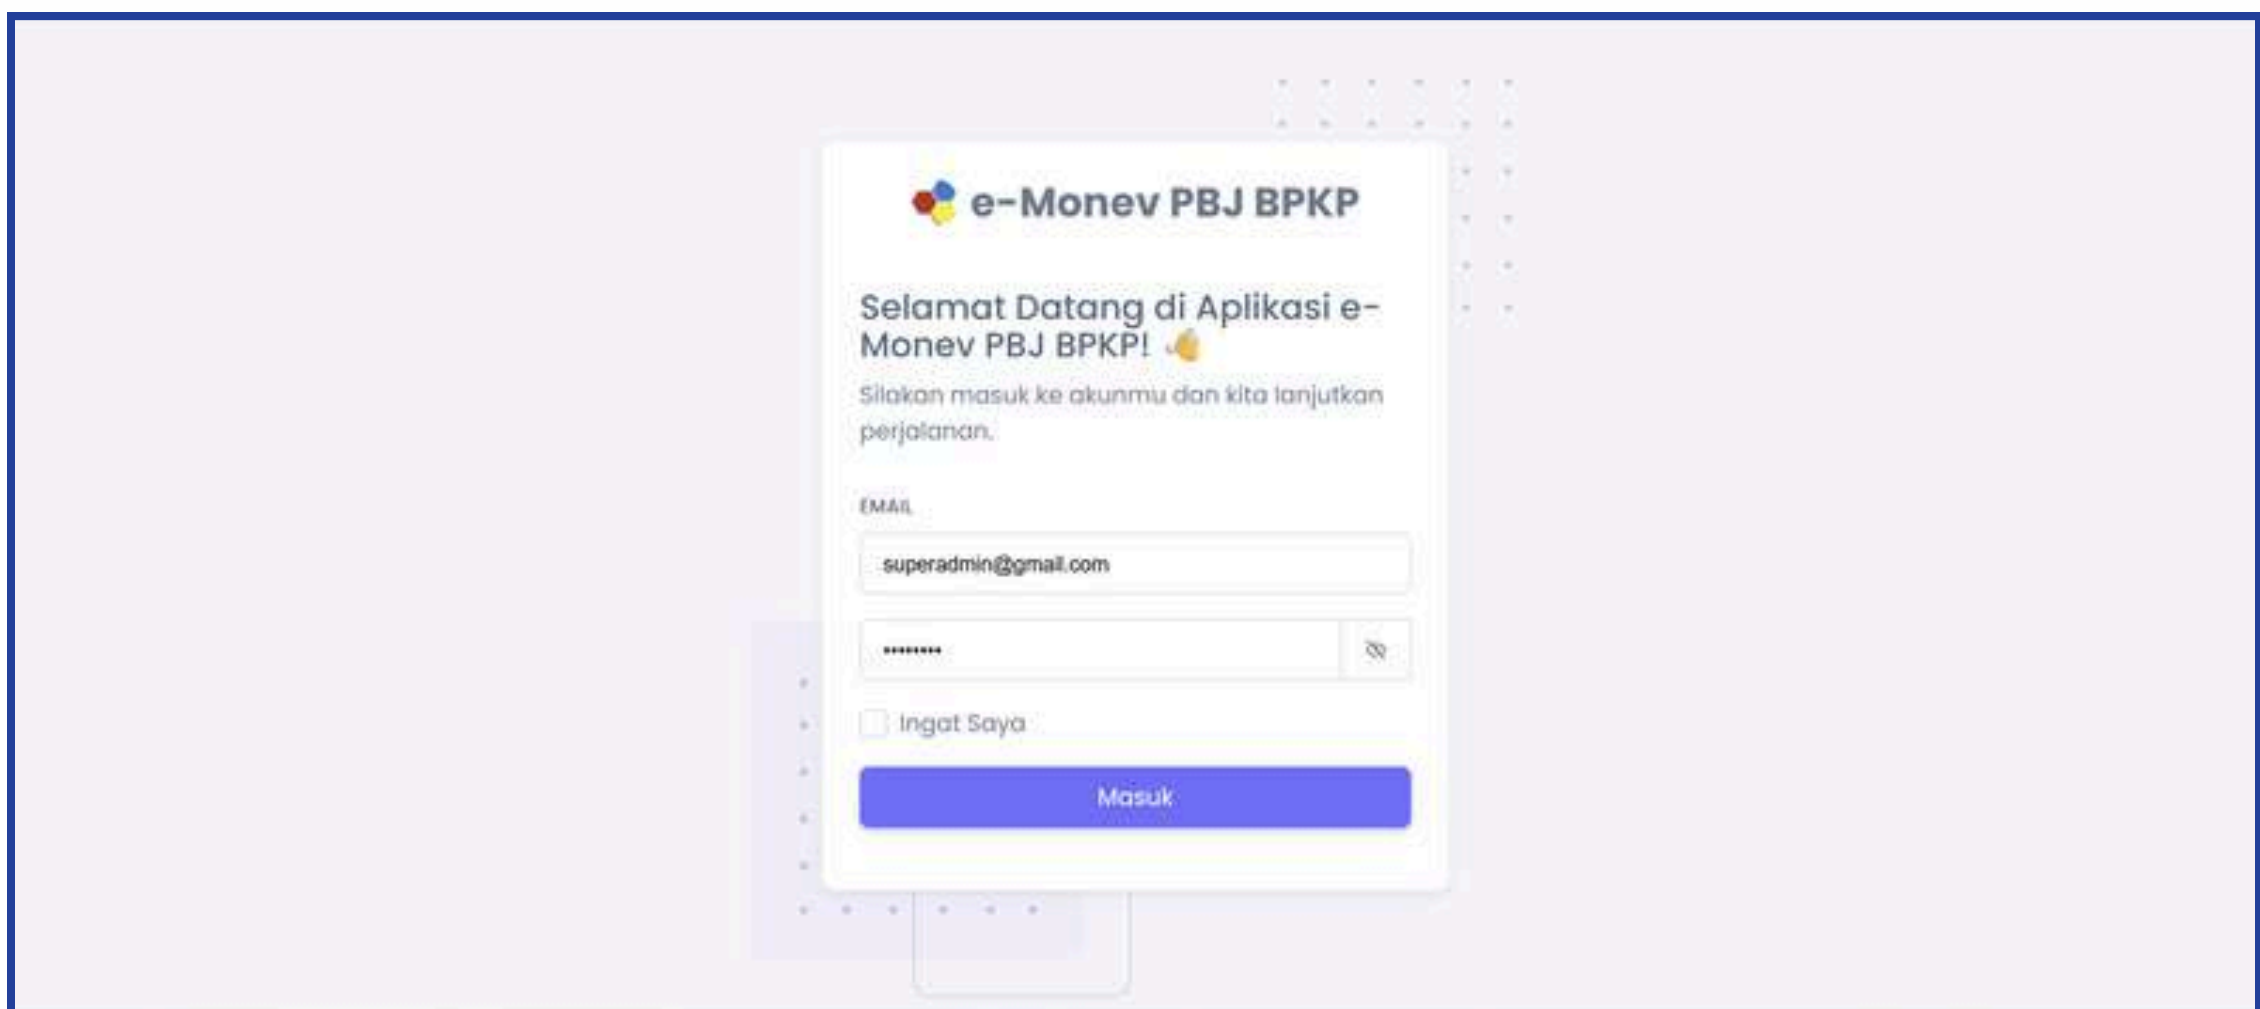 e-Monev PBJ BPKP
Selamat Datang di Aplikasi e-
Monev PBJ BPKP! 👋
Silakan masuk ke akunmu dan kita lanjutkan
perjalanan.
EMAIL
superadmin@gmail.com
••••••••
Ingat Saya
Masuk